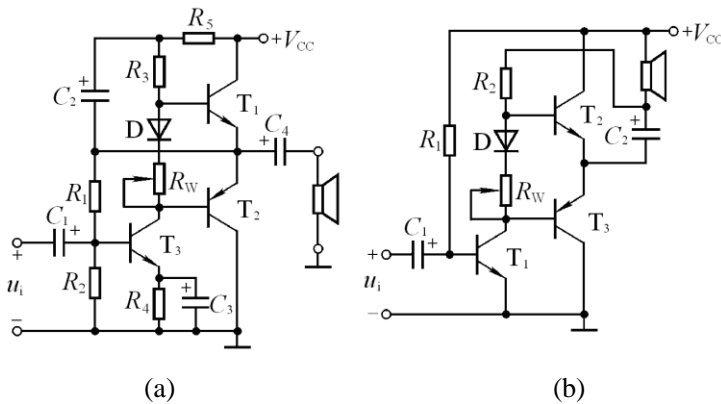 R5
+VCC
R3
C2
+
T1
D
C4
+
R1
RW
T2
C1
+
T3
+
ui
R2
R4
+
C3
−
(a)
+VCC
R2
T2
+
C2
R1
D
RW
T3
C1
+
T1
+
ui
−
(b)